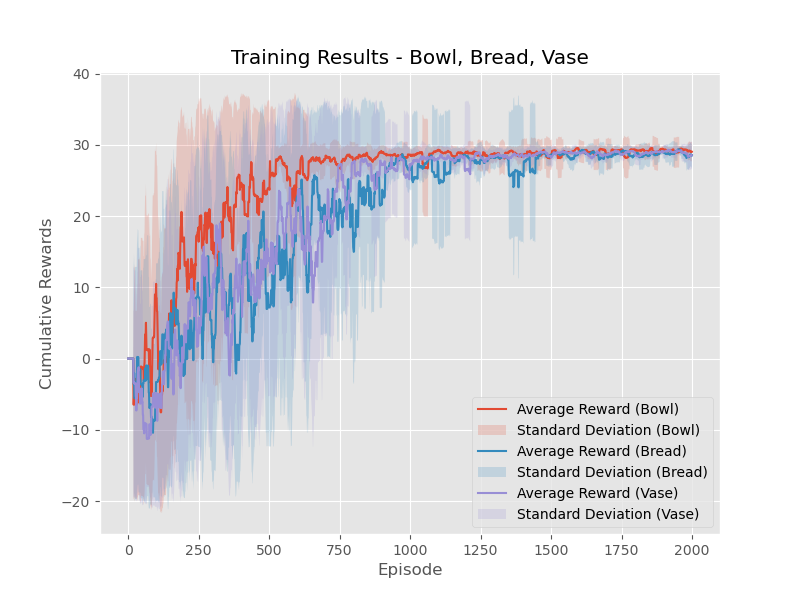 Training Results - Bowl, Bread, Vase
Cumulative Rewards
40
30
20
10
0
−10
−20
Average Reward (Bowl)
Standard Deviation (Bowl)
Average Reward (Bread)
Standard Deviation (Bread)
Average Reward (Vase)
Standard Deviation (Vase)
0 250 500 750 1000 1250 1500 1750 2000
Episode